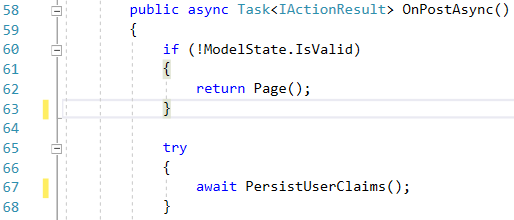 58 public async Task<IActionResult> OnPostAsync()
59 {
60 if (!ModelState.IsValid)
61 {
62 return Page();
63 }
64
65 try
66 {
67 await PersistUserClaims();
68 }